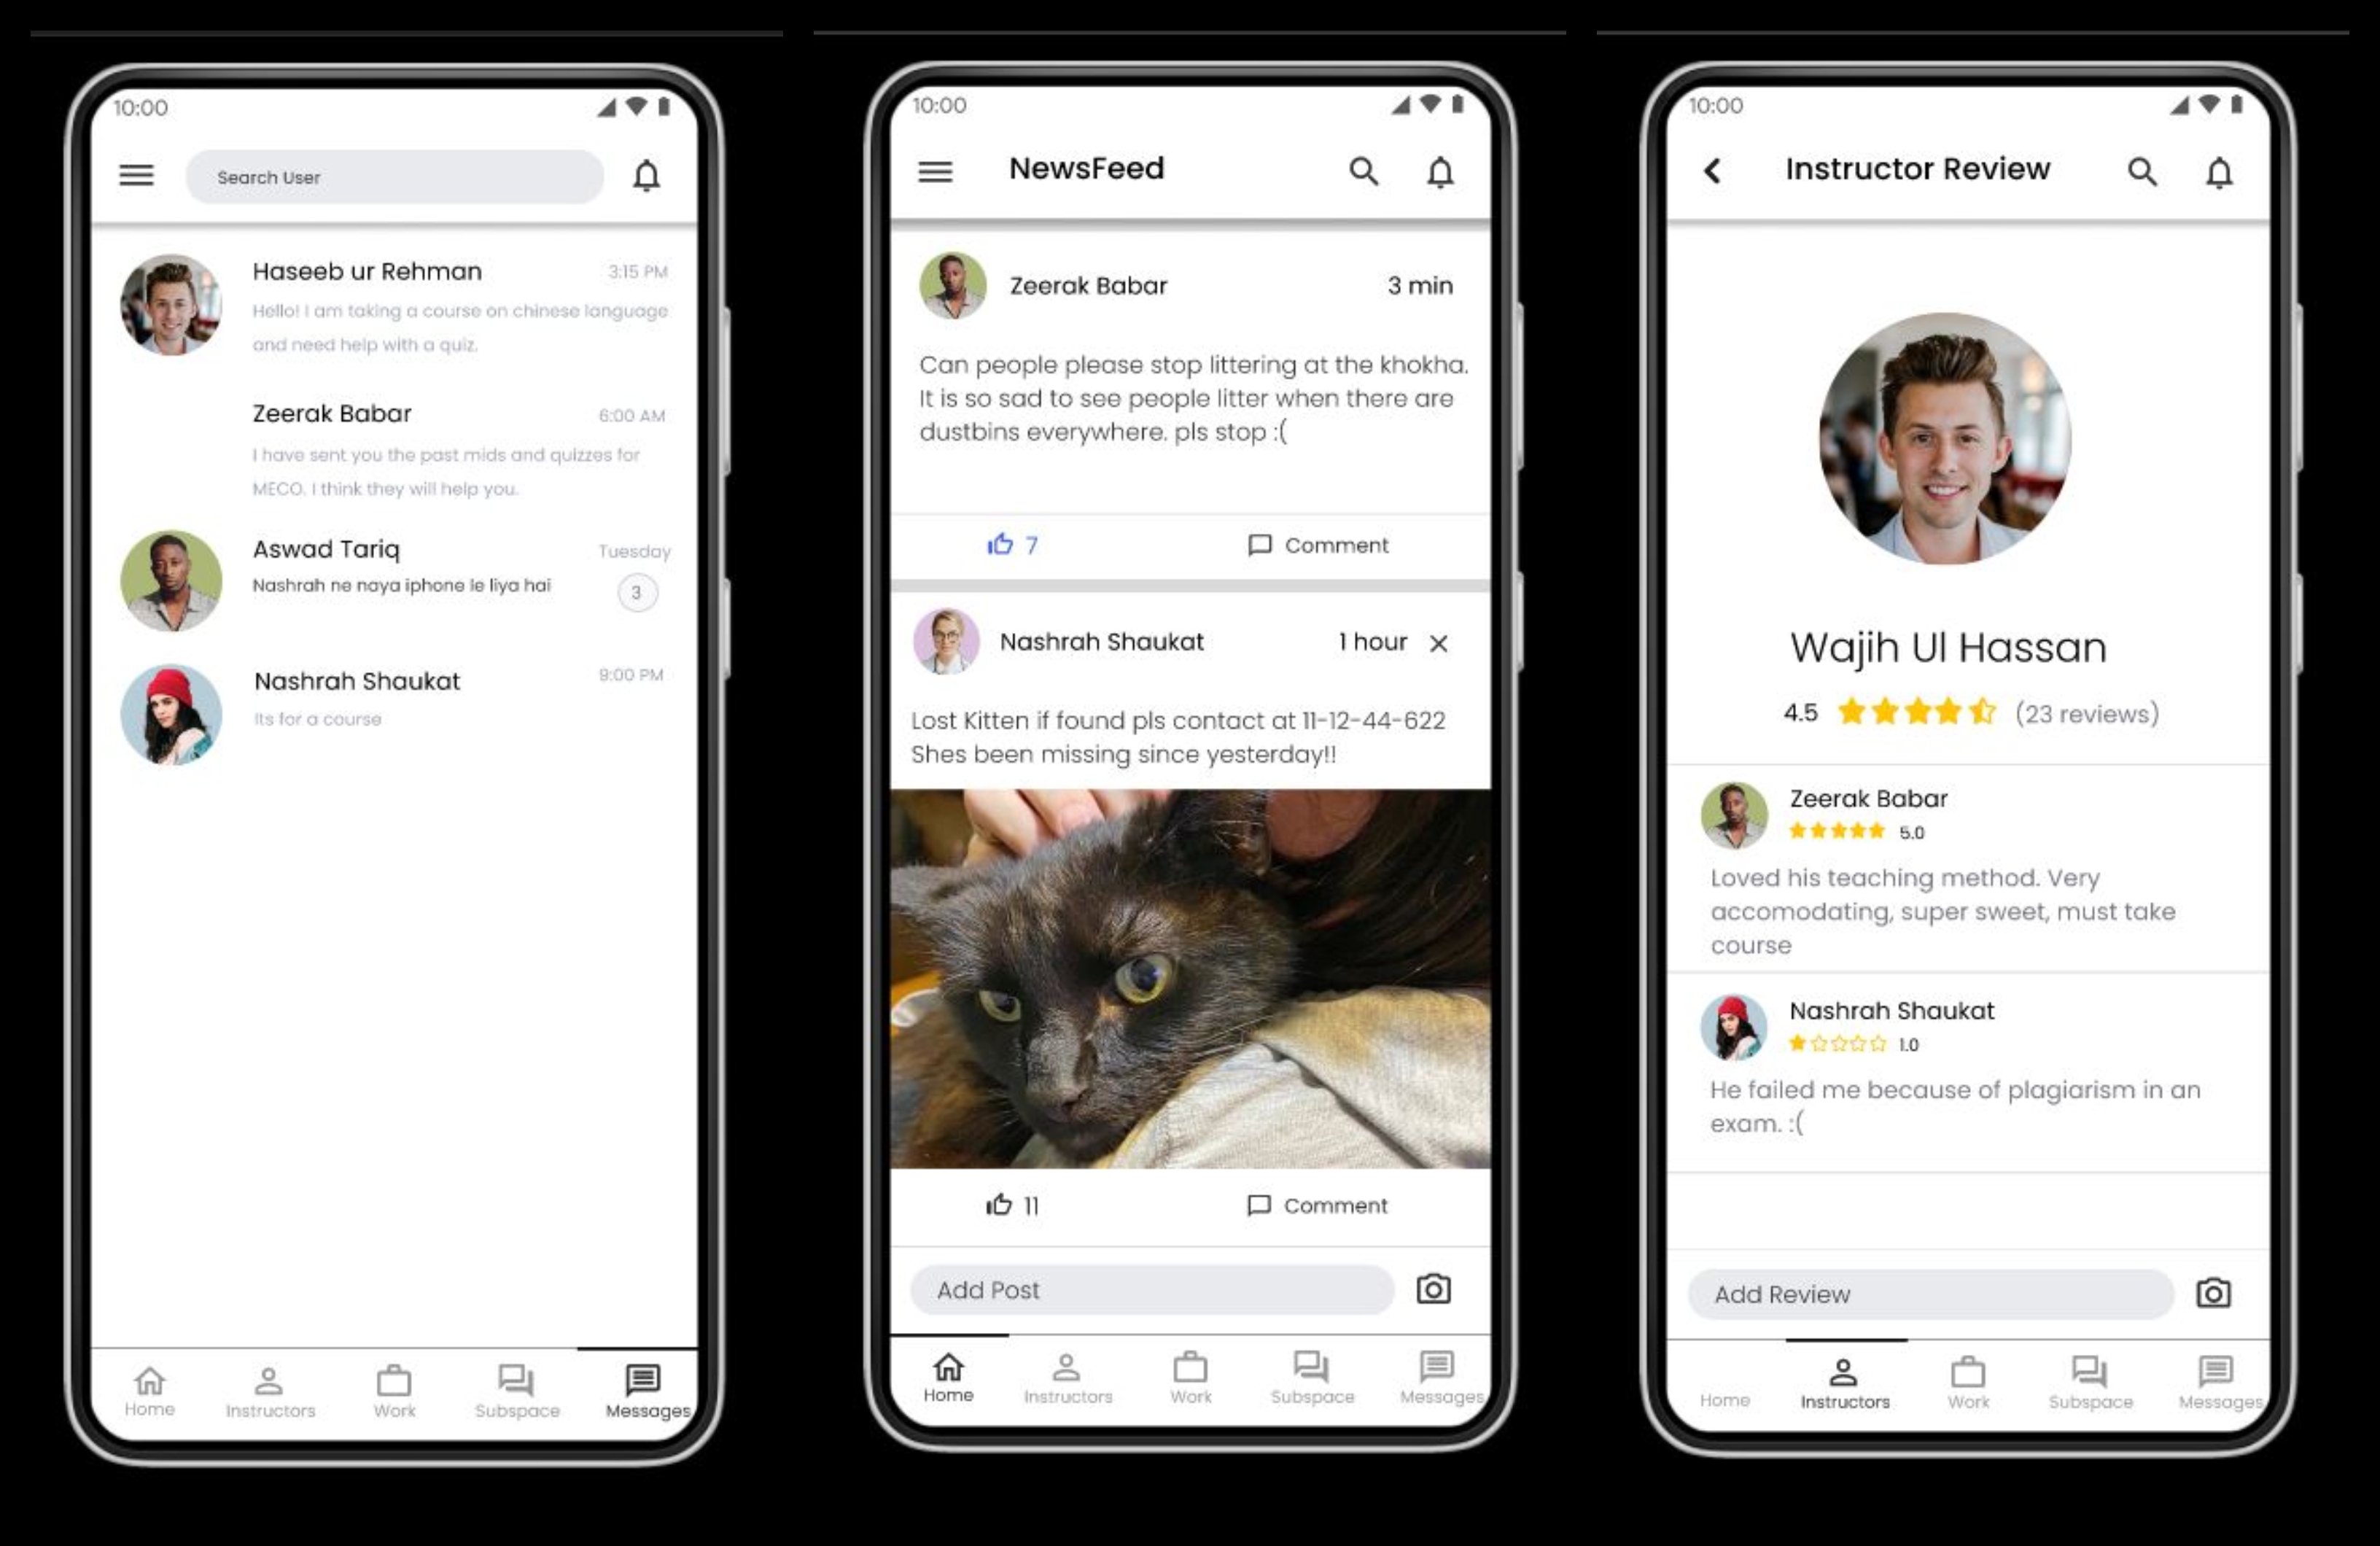 10:00
Search User
Haseeb ur Rehman 3:15 PM
Hello! I am taking a course on chinese language
and need help with a quiz.
Zeerak Babar 6:00 AM
I have sent you the past mids and quizzes for
MECO. I think they will help you.
Aswad Tariq Tuesday
Nashrah ne naya iphone le liya hai 3
Nashrah Shaukat 9:00 PM
Its for a course
Home Instructors Work Subspace Messages
10:00
NewsFeed
Zeerak Babar 3 min
Can people please stop littering at the khokha.
It is so sad to see people litter when there are
dustbins everywhere. pls stop :(
7 Comment
Nashrah Shaukat 1 hour
Lost Kitten if found pls contact at 11-12-44-622
Shes been missing since yesterday!!
11 Comment
Add Post
Home Instructors Work Subspace Messages
10:00
Instructor Review
Wajih Ul Hassan
4.5 (23 reviews)
Zeerak Babar
5.0
Loved his teaching method. Very
accomodating, super sweet, must take
course
Nashrah Shaukat
1.0
He failed me because of plagiarism in an
exam. :(
Add Review
Home Instructors Work Subspace Messages